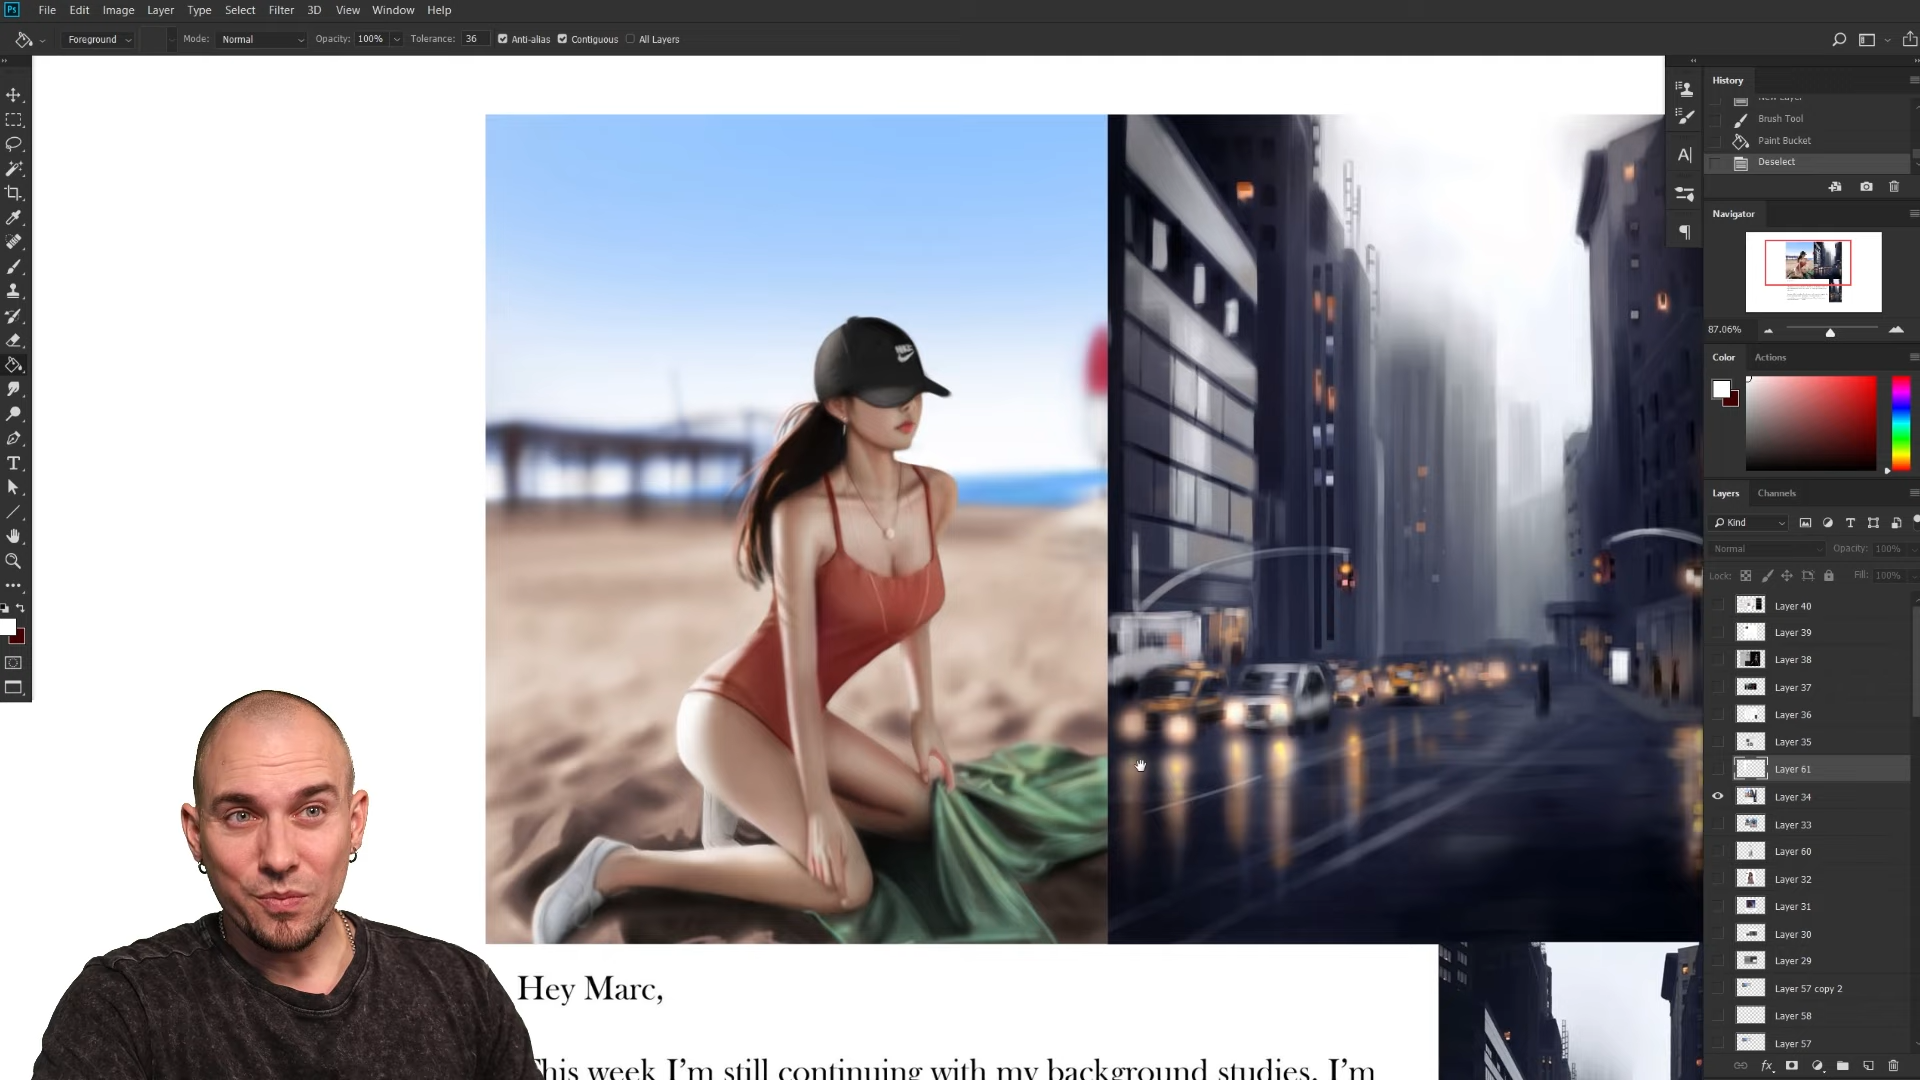 Ps File Edit Image Layer Type Select Filter 3D View Window Help
Foreground Mode: Normal Opacity: 100% Tolerance: 36 Anti-alias Contiguous All Layers
History
New Layer
Brush Tool
Paint Bucket
Deselect
Navigator
87.06%
Color Actions
Layers Channels
Kind
Normal Opacity: 100%
Lock: Fill: 100%
Layer 40
Layer 39
Layer 38
Layer 37
Layer 36
Layer 35
Layer 61
Layer 34
Layer 33
Layer 60
Layer 32
Layer 31
Layer 30
Layer 29
Layer 57 copy 2
Layer 58
Layer 57
fx
Hey Marc,
This week I'm still continuing with my background studies. I'm